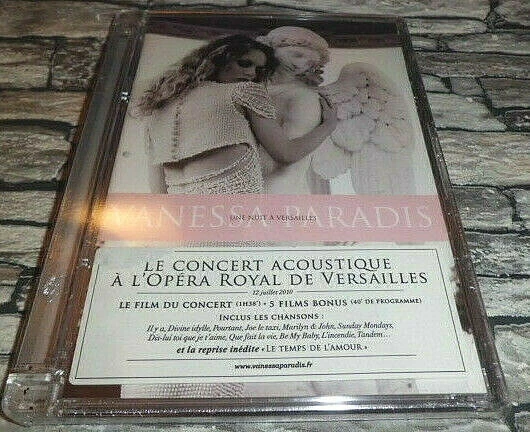 VANESSA PARADIS
UNE NUIT À VERSAILLES
LE CONCERT ACOUSTIQUE
À L'OPÉRA ROYAL DE VERSAILLES
12 juillet 2010
LE FILM DU CONCERT (1H38') + 5 FILMS BONUS (40' DE PROGRAMME)
INCLUS LES CHANSONS :
Il y a, Divine idylle, Pourtant, Joe le taxi, Marilyn & John, Sunday Mondays,
Dis-lui toi que je t'aime, Que fait la vie, Be My Baby, L'incendie, Tandem...
et la reprise inédite « LE TEMPS DE L'AMOUR »
www.vanessaparadis.fr